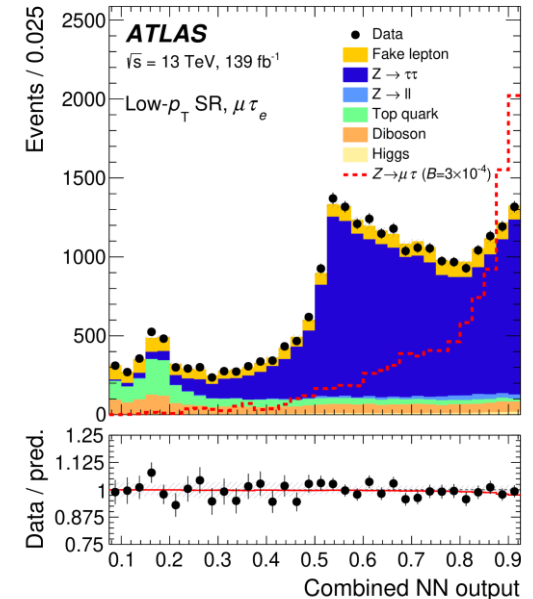 Events / 0.025
2500
2000
1500
1000
500
0
ATLAS
√s = 13 TeV, 139 fb⁻¹
Low-p_T SR, μτ_e
Data
Fake lepton
Z → ττ
Z → ll
Top quark
Diboson
Higgs
Z→μτ (B=3×10⁻⁴)
Data / pred.
1.25
1.125
1
0.875
0.75
0.1 0.2 0.3 0.4 0.5 0.6 0.7 0.8 0.9
Combined NN output